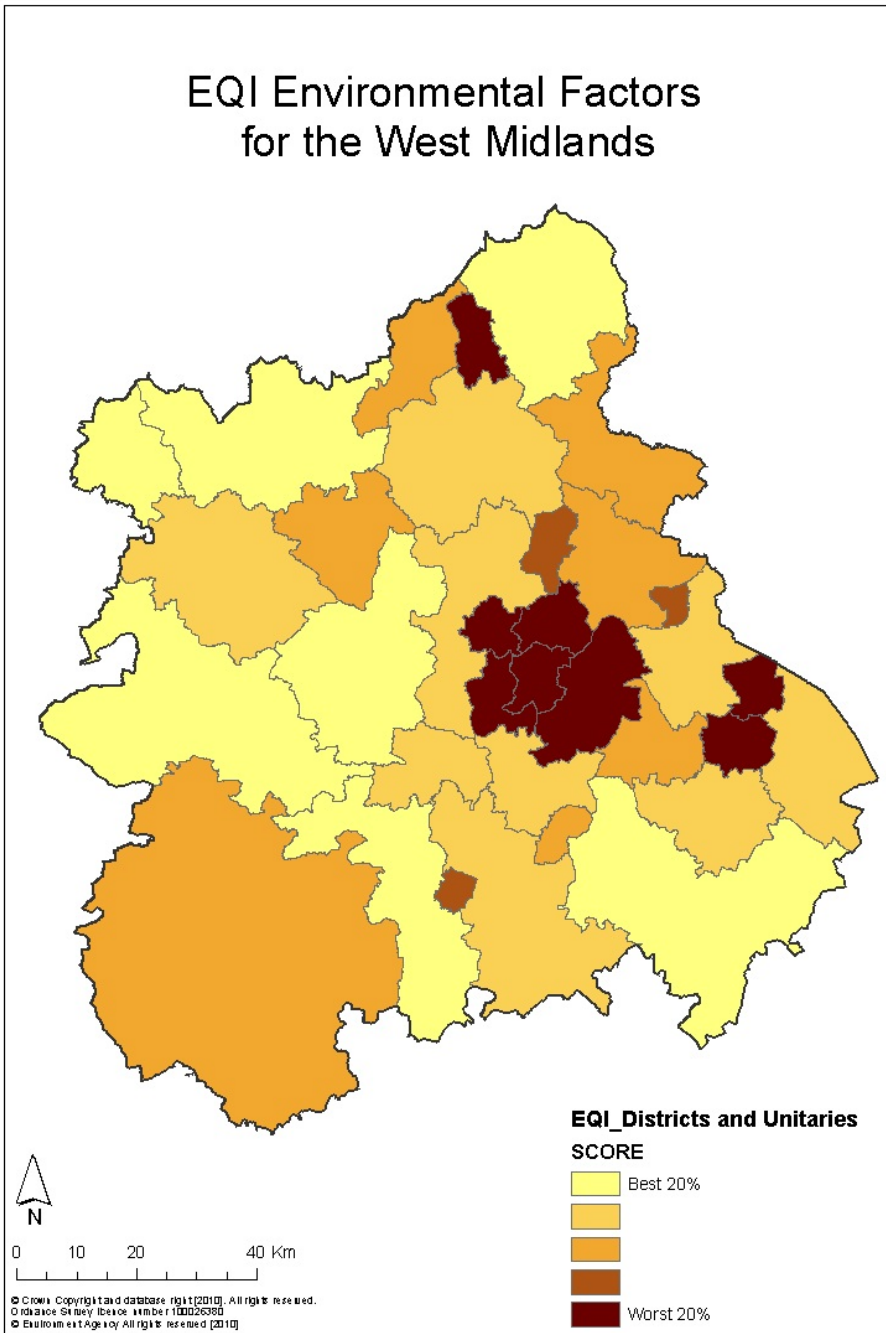 EQI Environmental Factors
for the West Midlands
EQI_Districts and Unitaries
SCORE
Best 20%
Worst 20%
N
0 10 20 40 Km
© Crown Copyright and database right [2010]. All rights reserved.
Ordnance Survey licence number 100026380
© Environment Agency All rights reserved [2010]